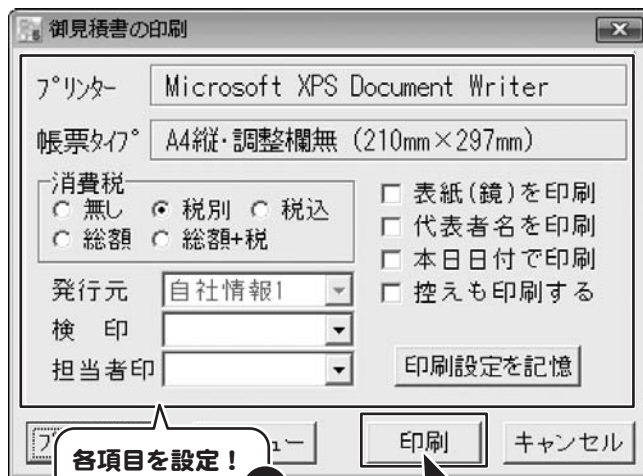 御見積書の印刷
プリンター Microsoft XPS Document Writer
帳票タイプ A4縦・調整欄無 (210mm×297mm)
消費税
無し 税別 税込
総額 総額+税
表紙(鏡)を印刷
代表者名を印刷
本日日付で印刷
控えも印刷する
発行元 自社情報1
検 印
担当者印
印刷設定を記憶
印刷 キャンセル
各項目を設定!